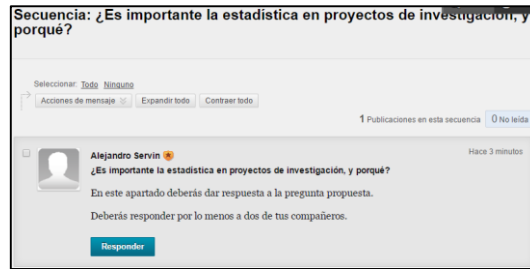 Secuencia: ¿Es importante la estadística en proyectos de investigación, y
porqué?
Seleccionar: Todo Ninguno
Acciones de mensaje Expandir todo Contraer todo
1 Publicaciones en esta secuencia 0 No leída
Alejandro Servin Hace 3 minutos
¿Es importante la estadística en proyectos de investigación, y porqué?
En este apartado deberás dar respuesta a la pregunta propuesta.
Deberás responder por lo menos a dos de tus compañeros.
Responder